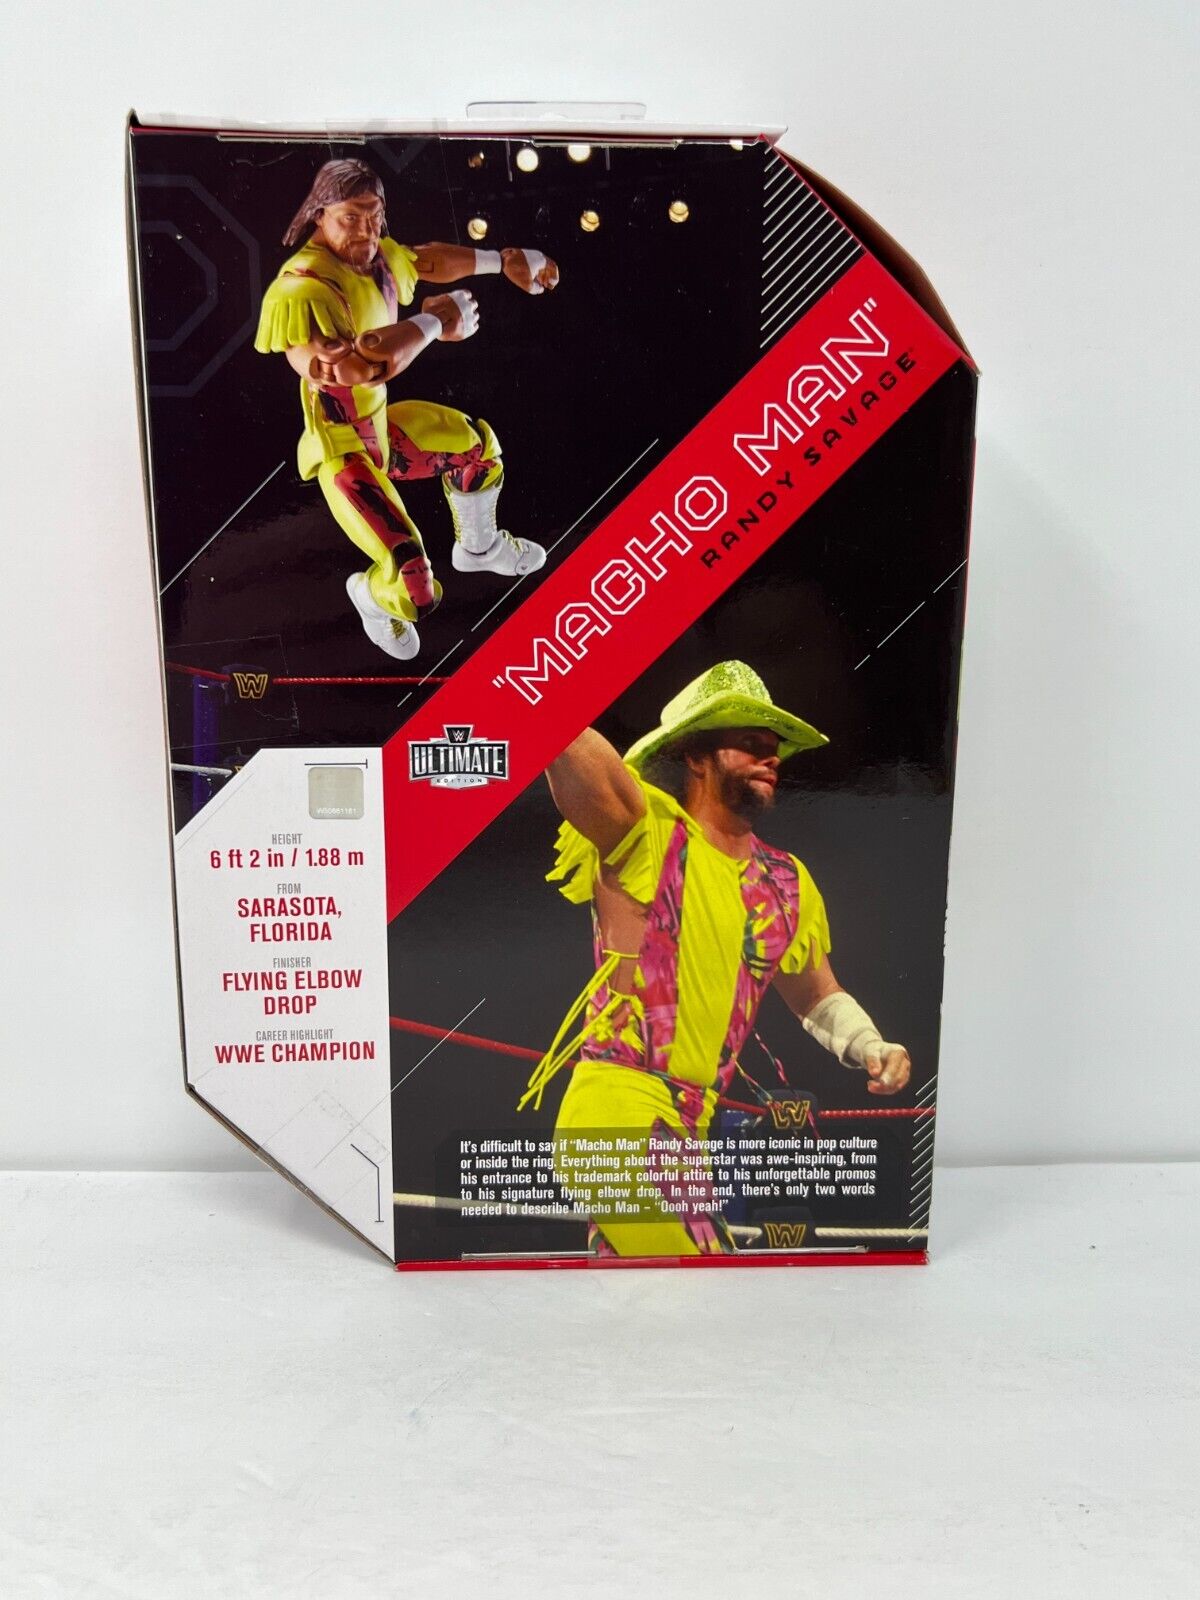 "MACHO MAN"
RANDY SAVAGE
W
ULTIMATE
EDITION
HEIGHT
6 ft 2 in / 1.88 m
FROM
SARASOTA,
FLORIDA
FINISHER
FLYING ELBOW
DROP
CAREER HIGHLIGHT
WWE CHAMPION
It's difficult to say if "Macho Man" Randy Savage is more iconic in pop culture
or inside the ring. Everything about the superstar was awe-inspiring, from
his entrance to his trademark colorful attire to his unforgettable promos
to his signature flying elbow drop. In the end, there's only two words
needed to describe Macho Man – "Oooh yeah!"